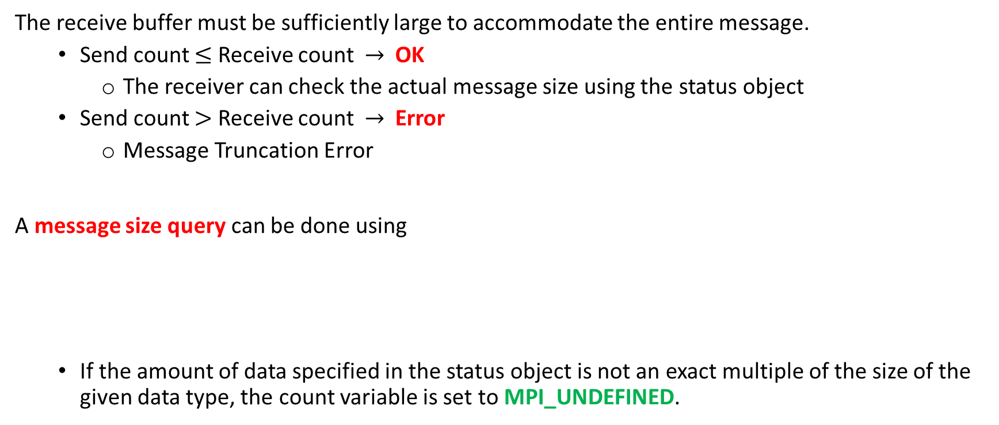 The receive buffer must be sufficiently large to accommodate the entire message.
• Send count ≤ Receive count → OK
○ The receiver can check the actual message size using the status object
• Send count > Receive count → Error
○ Message Truncation Error
A message size query can be done using
• If the amount of data specified in the status object is not an exact multiple of the size of the
given data type, the count variable is set to MPI_UNDEFINED.